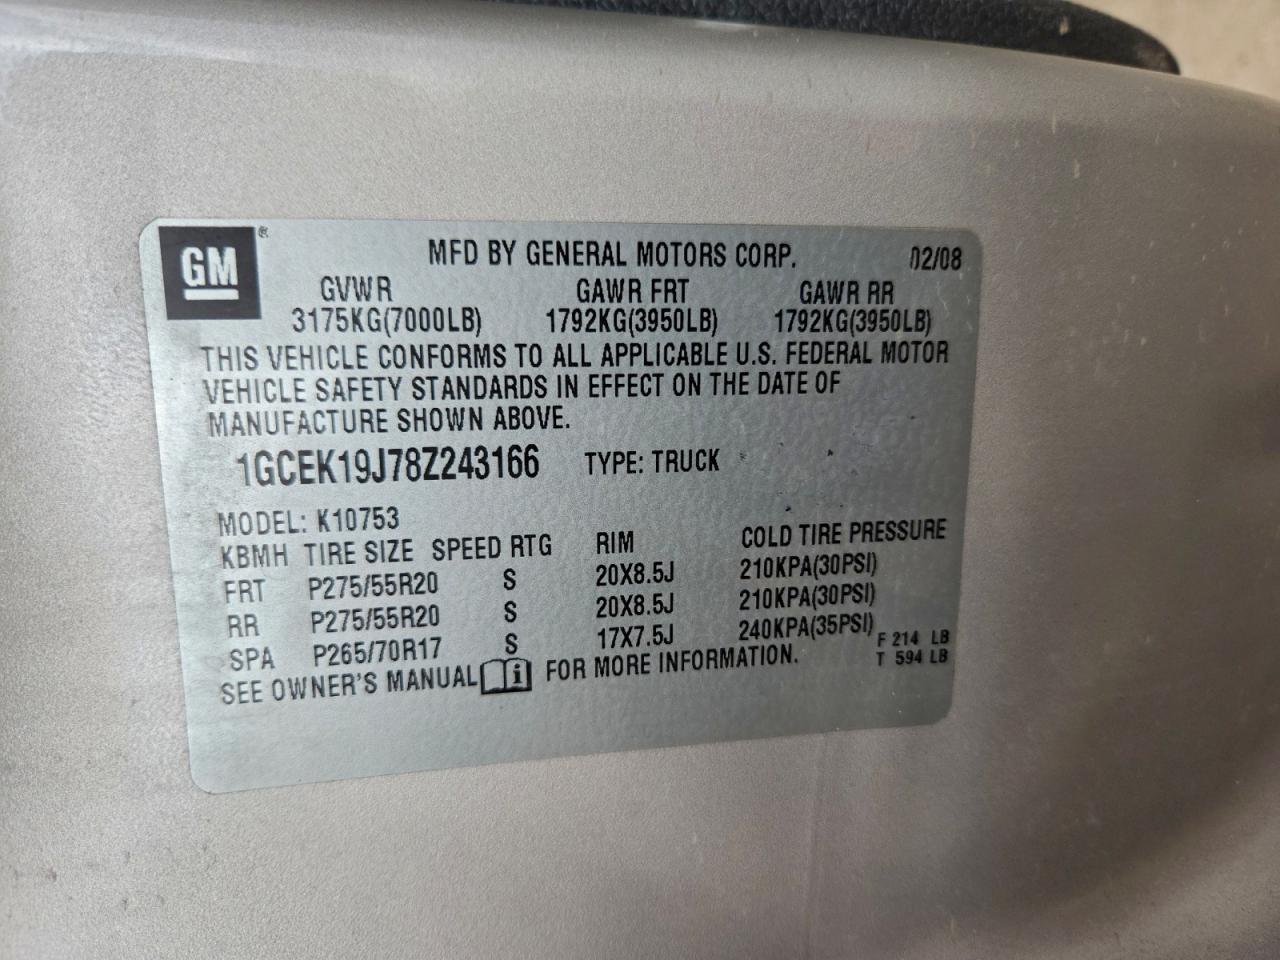 GM ®
MFD BY GENERAL MOTORS CORP. 02/08
GVWR GAWR FRT GAWR RR
3175KG(7000LB) 1792KG(3950LB) 1792KG(3950LB)
THIS VEHICLE CONFORMS TO ALL APPLICABLE U.S. FEDERAL MOTOR
VEHICLE SAFETY STANDARDS IN EFFECT ON THE DATE OF
MANUFACTURE SHOWN ABOVE.
1GCEK19J78Z243166 TYPE: TRUCK
MODEL: K10753
KBMH TIRE SIZE SPEED RTG RIM COLD TIRE PRESSURE
FRT P275/55R20 S 20X8.5J 210KPA(30PSI)
RR P275/55R20 S 20X8.5J 210KPA(30PSI)
SPA P265/70R17 S 17X7.5J 240KPA(35PSI) F 214 LB
SEE OWNER'S MANUAL i FOR MORE INFORMATION. T 594 LB